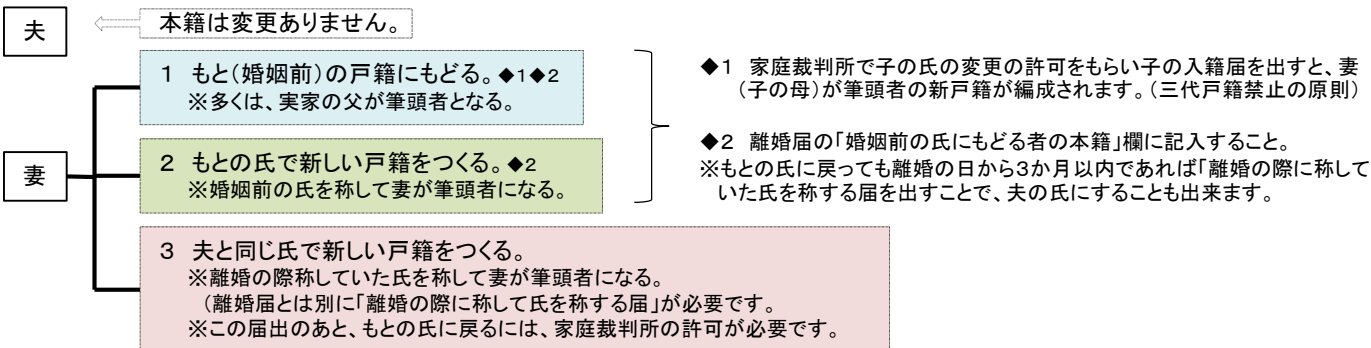 夫
本籍は変更ありません。
妻
1 もと(婚姻前)の戸籍にもどる。◆1◆2
※多くは、実家の父が筆頭者となる。
2 もとの氏で新しい戸籍をつくる。◆2
※婚姻前の氏を称して妻が筆頭者になる。
3 夫と同じ氏で新しい戸籍をつくる。
※離婚の際称していた氏を称して妻が筆頭者になる。
(離婚届とは別に「離婚の際に称して氏を称する届」が必要です。
※この届出のあと、もとの氏に戻るには、家庭裁判所の許可が必要です。
◆1 家庭裁判所で子の氏の変更の許可をもらい子の入籍届を出すと、妻
(子の母)が筆頭者の新戸籍が編成されます。(三代戸籍禁止の原則)
◆2 離婚届の「婚姻前の氏にもどる者の本籍」欄に記入すること。
※もとの氏に戻っても離婚の日から3か月以内であれば「離婚の際に称して
いた氏を称する届を出すことで、夫の氏にすることも出来ます。